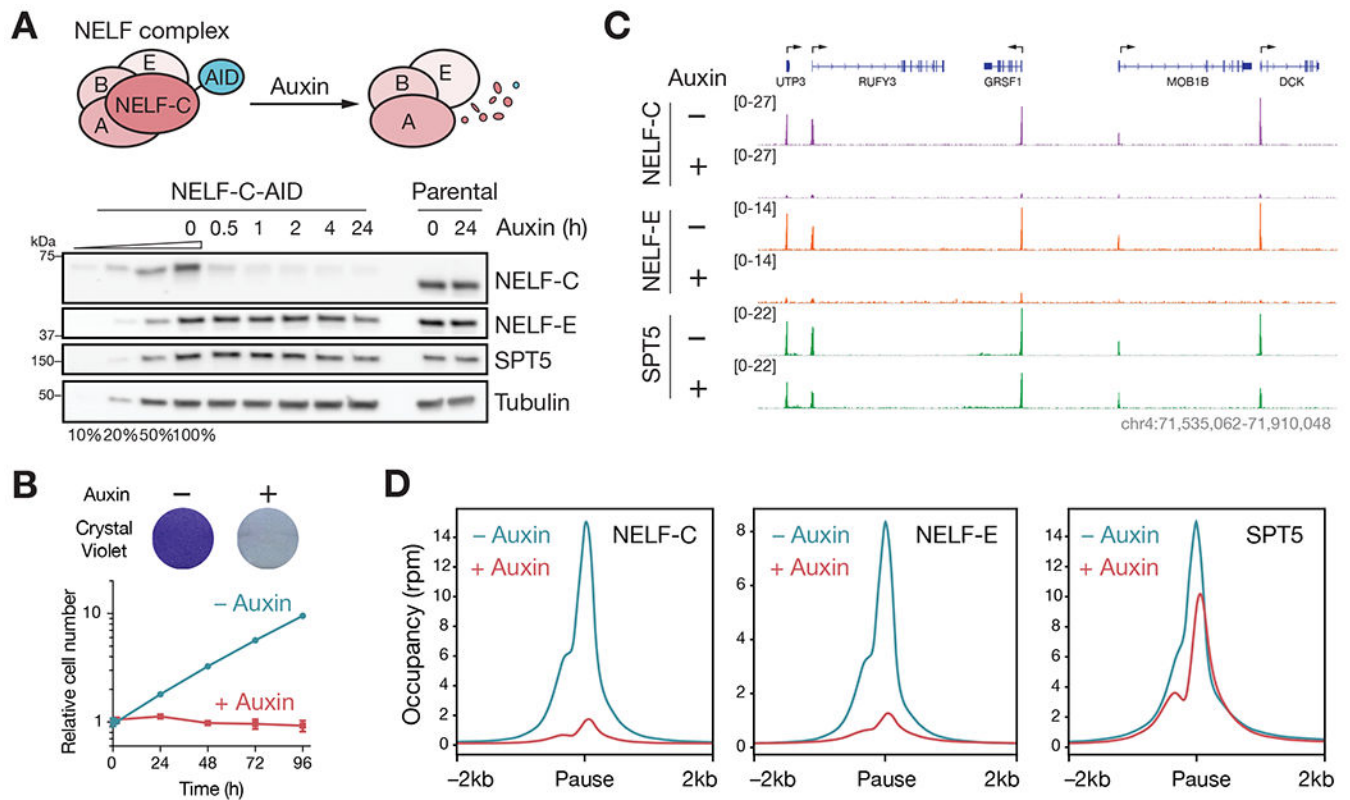 A
NELF complex
E
B
AID
NELF-C
A
Auxin
E
B
A
NELF-C-AID
Parental
0 0.5 1 2 4 24 Auxin (h) 0 24
kDa
75
NELF-C
NELF-E
37
150
SPT5
50
Tubulin
10% 20% 50% 100%
B
Auxin − +
Crystal
Violet
Relative cell number
10
1
− Auxin
+ Auxin
0 24 48 72 96
Time (h)
C
Auxin
UTP3 RUFY3 GRSF1 MOB1B DCK
NELF-C
− [0-27]
+ [0-27]
NELF-E
− [0-14]
+ [0-14]
SPT5
− [0-22]
+ [0-22]
chr4:71,535,062-71,910,048
D
Occupancy (rpm)
14
12
10
8
6
4
2
0
− Auxin
+ Auxin
NELF-C
−2kb Pause 2kb
8
6
4
2
0
− Auxin
+ Auxin
NELF-E
−2kb Pause 2kb
14
12
10
8
6
4
2
0
− Auxin
+ Auxin
SPT5
−2kb Pause 2kb